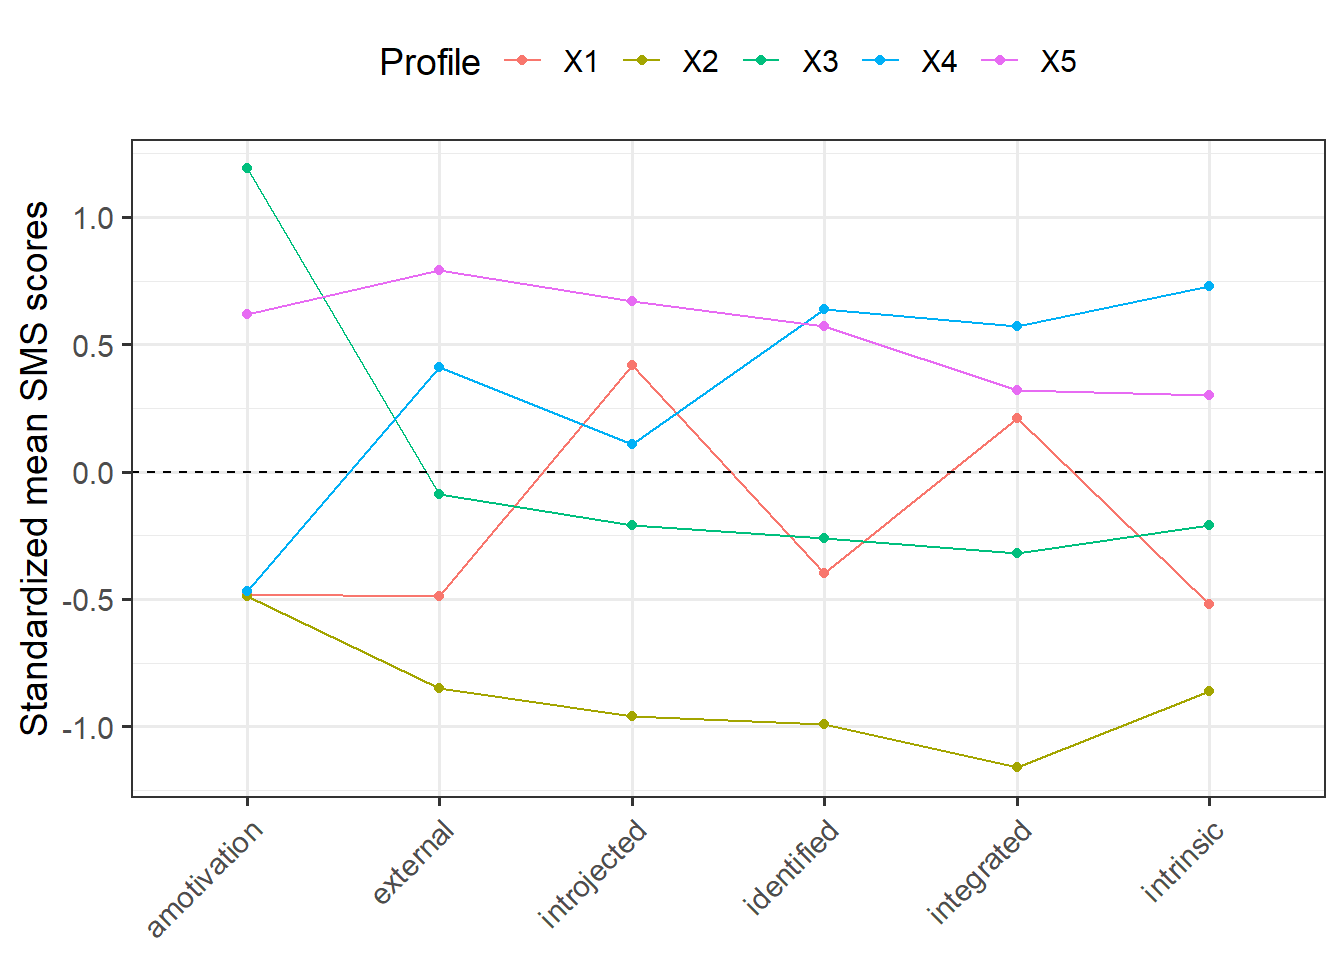 Profile X1 X2 X3 X4 X5
Standardized mean SMS scores
1.0
0.5
0.0
-0.5
-1.0
amotivation external introjected identified integrated intrinsic